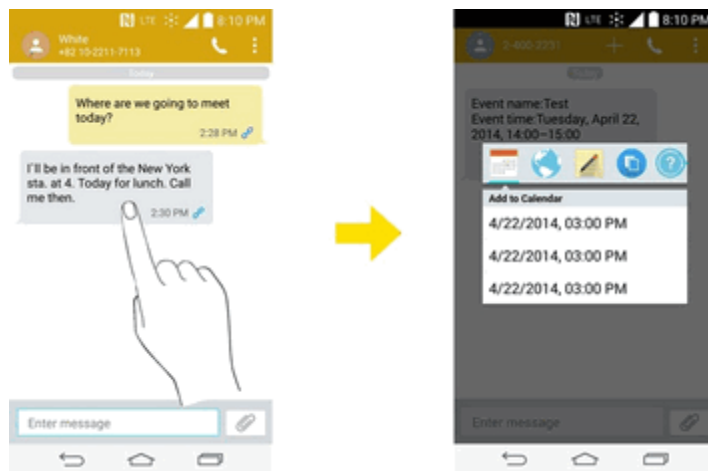 LTE 8:10 PM
White
+82 10-2211-7113
Today
Where are we going to meet
today?
2:28 PM
I'll be in front of the New York
sta. at 4. Today for lunch. Call
me then.
2:30 PM
Enter message
LTE 8:10 PM
Today
Event name:Test
Event time:Tuesday, April 22,
2014, 14:00–15:00
Add to Calendar
4/22/2014, 03:00 PM
4/22/2014, 03:00 PM
4/22/2014, 03:00 PM
Enter message